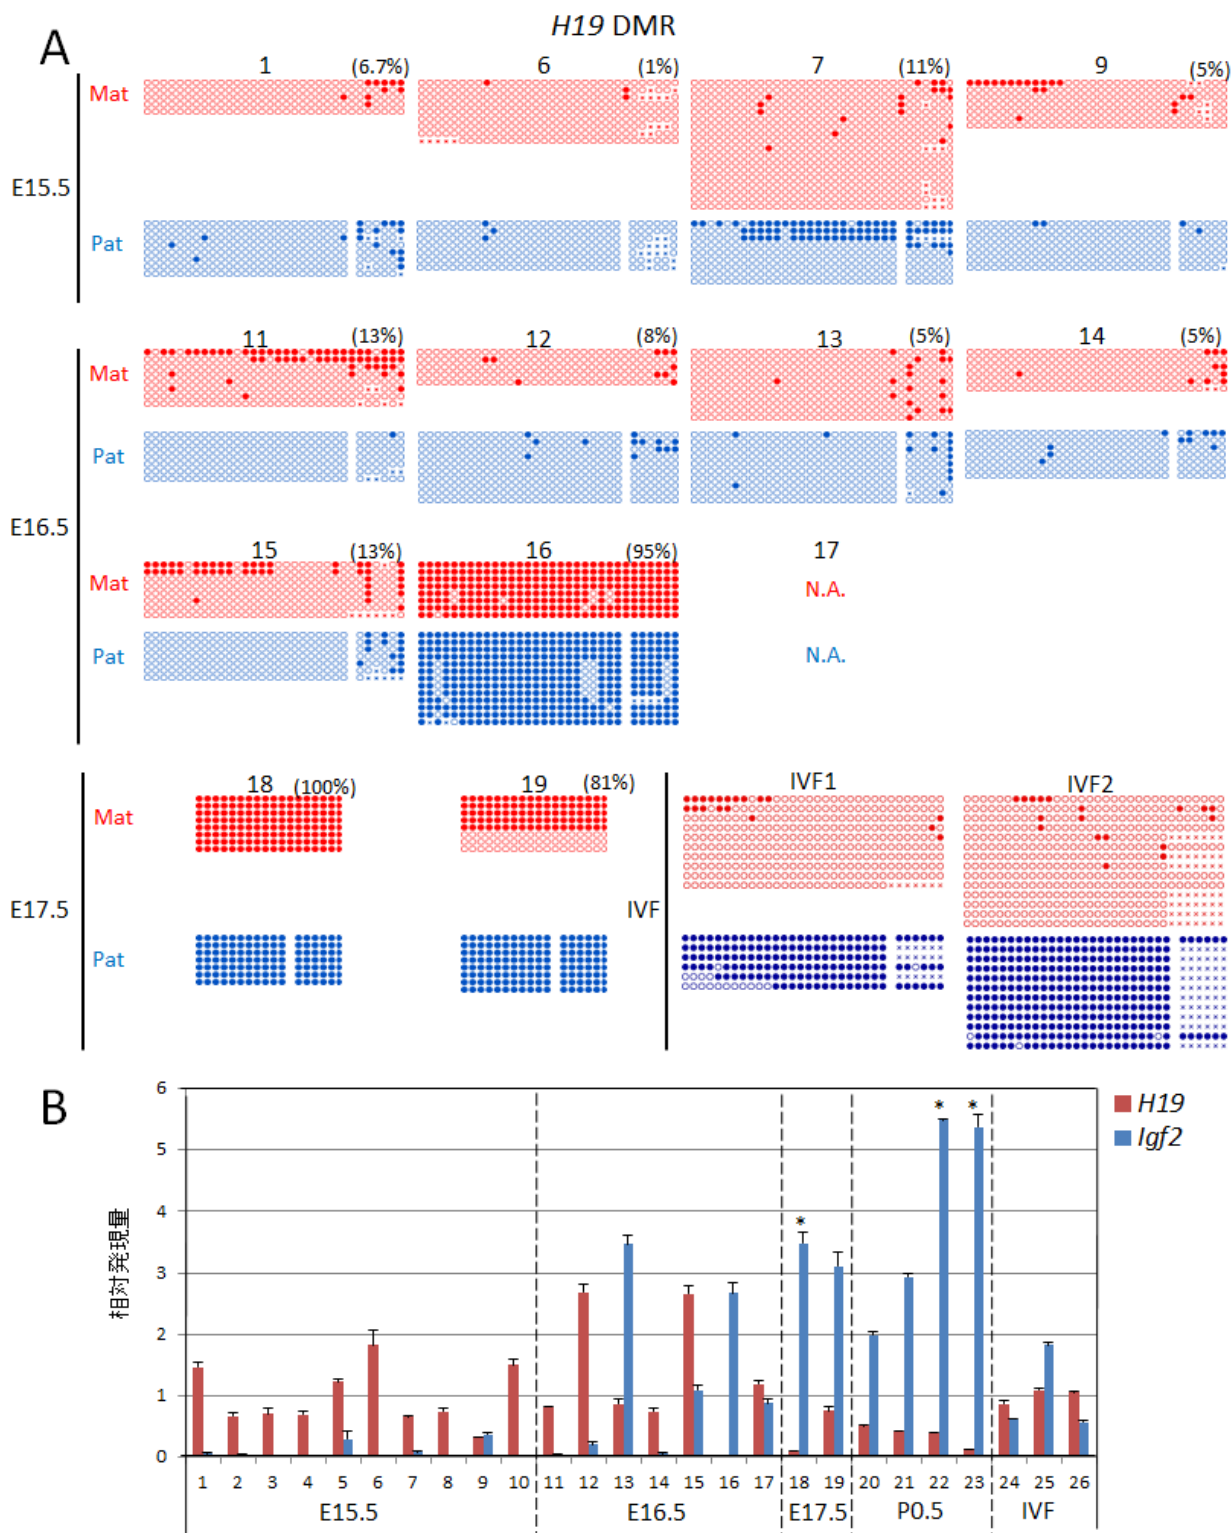 A
H19 DMR
1 (6.7%) 6 (1%) 7 (11%) 9 (5%)
Mat
E15.5
Pat
11 (13%) 12 (8%) 13 (5%) 14 (5%)
Mat
Pat
E16.5
15 (13%) 16 (95%) 17
Mat N.A.
Pat N.A.
18 (100%) 19 (81%) IVF1 IVF2
Mat
E17.5 IVF
Pat
B
H19
Igf2
相対発現量
6
5
4
3
2
1
0
* * *
1 2 3 4 5 6 7 8 9 10 11 12 13 14 15 16 17 18 19 20 21 22 23 24 25 26
E15.5 E16.5 E17.5 P0.5 IVF